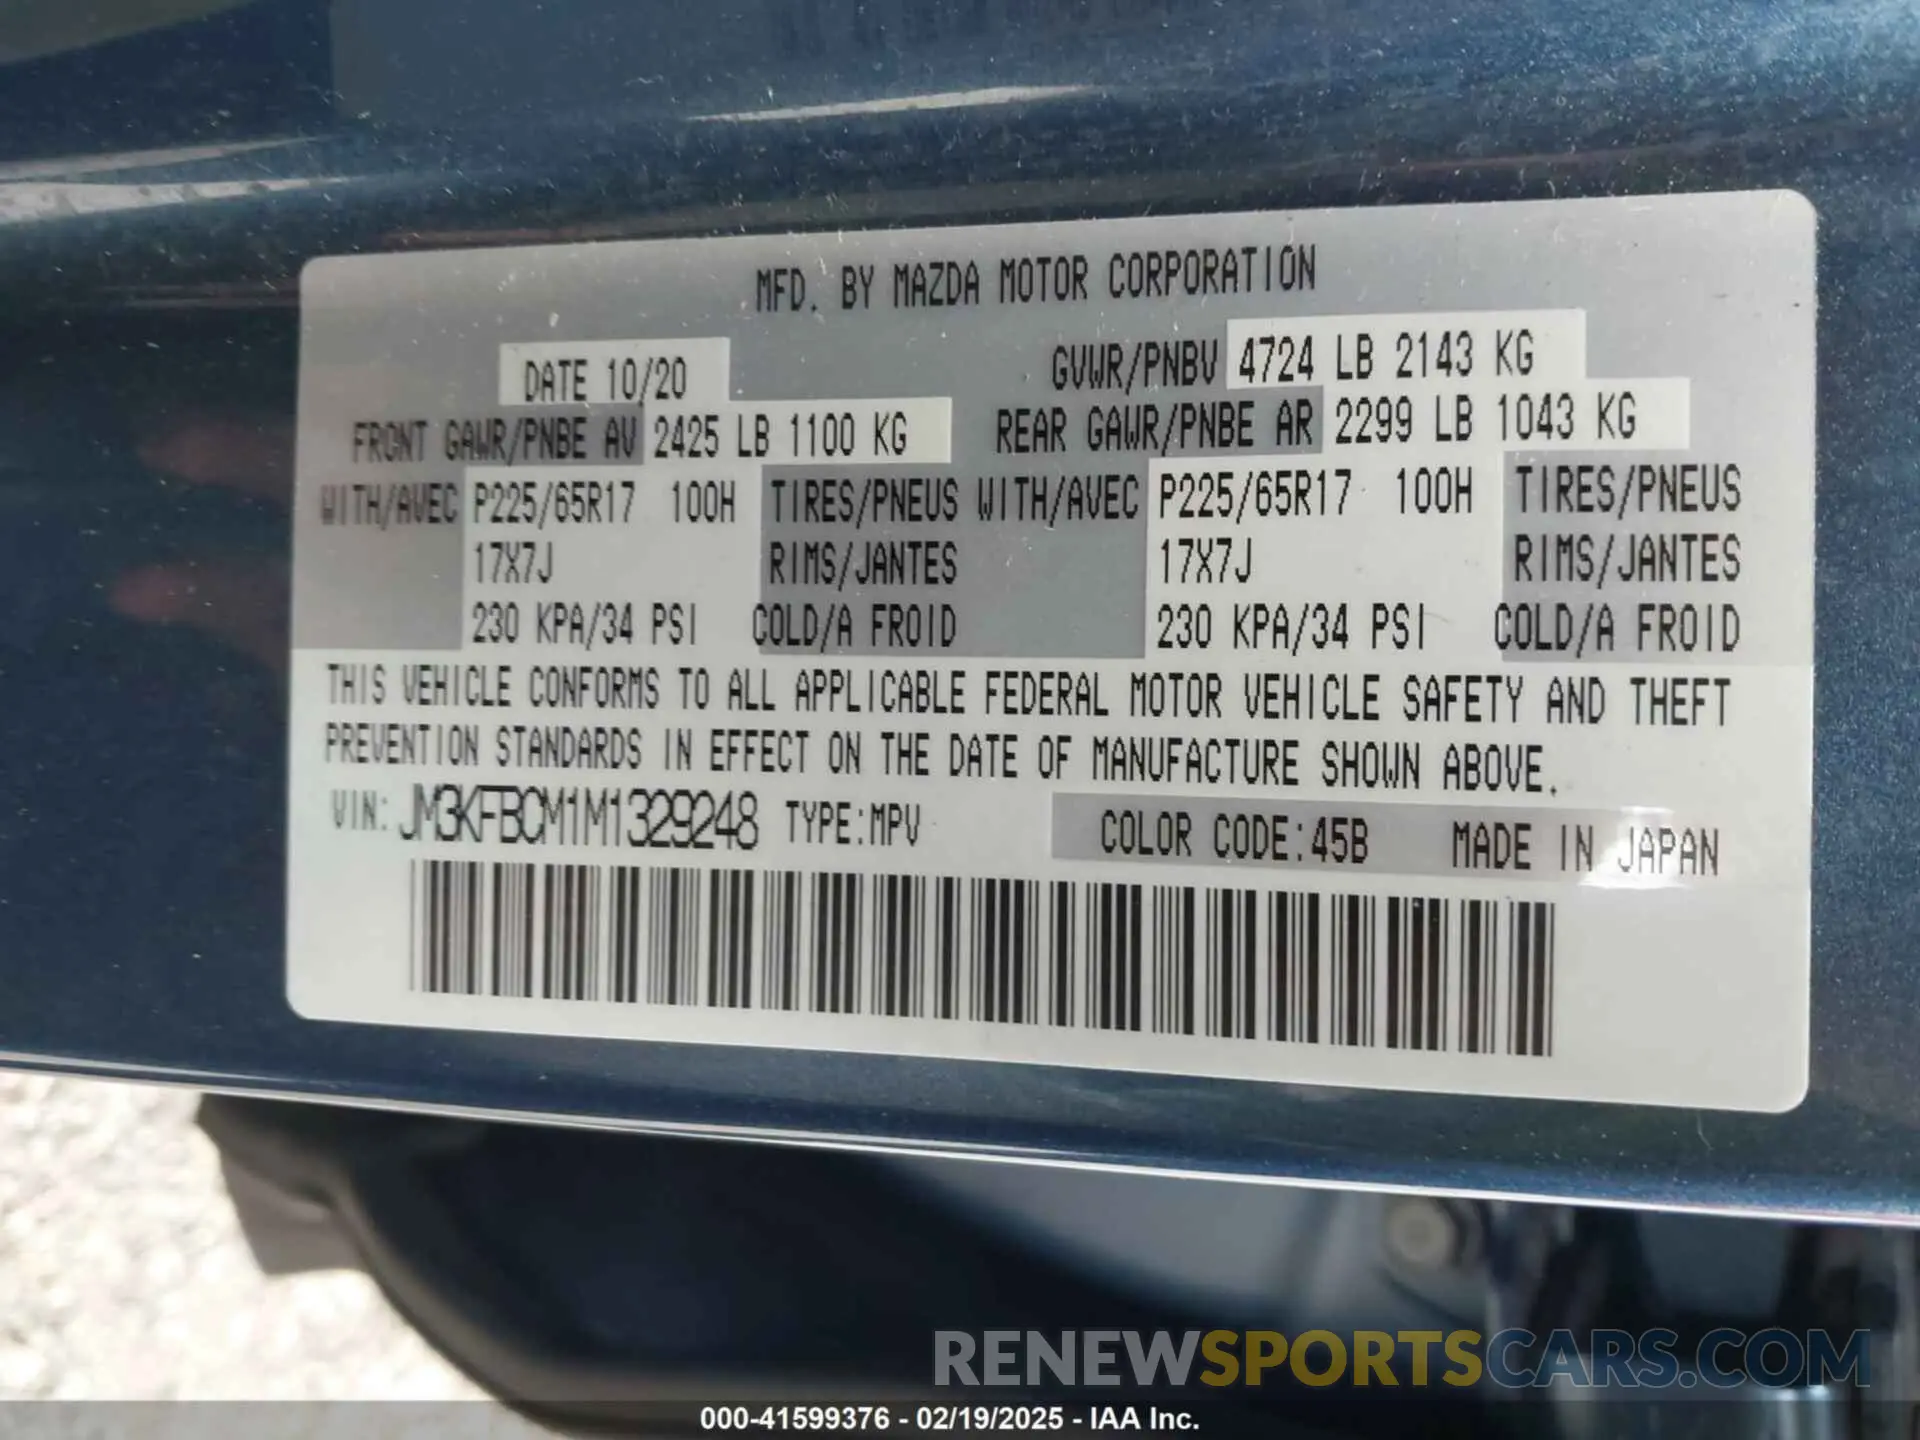 MFD. BY MAZDA MOTOR CORPORATION
DATE 10/20 GVWR/PNBV 4724 LB 2143 KG
FRONT GAWR/PNBE AV 2425 LB 1100 KG REAR GAWR/PNBE AR 2299 LB 1043 KG
WITH/AVEC P225/65R17 100H TIRES/PNEUS WITH/AVEC P225/65R17 100H TIRES/PNEUS
17X7J RIMS/JANTES 17X7J RIMS/JANTES
230 KPA/34 PSI COLD/A FROID 230 KPA/34 PSI COLD/A FROID
THIS VEHICLE CONFORMS TO ALL APPLICABLE FEDERAL MOTOR VEHICLE SAFETY AND THEFT
PREVENTION STANDARDS IN EFFECT ON THE DATE OF MANUFACTURE SHOWN ABOVE.
VIN: JM3KFBCM1M1329248 TYPE:MPV COLOR CODE:45B MADE IN JAPAN
RENEWSPORTSCARS.COM
000-41599376 - 02/19/2025 - IAA Inc.